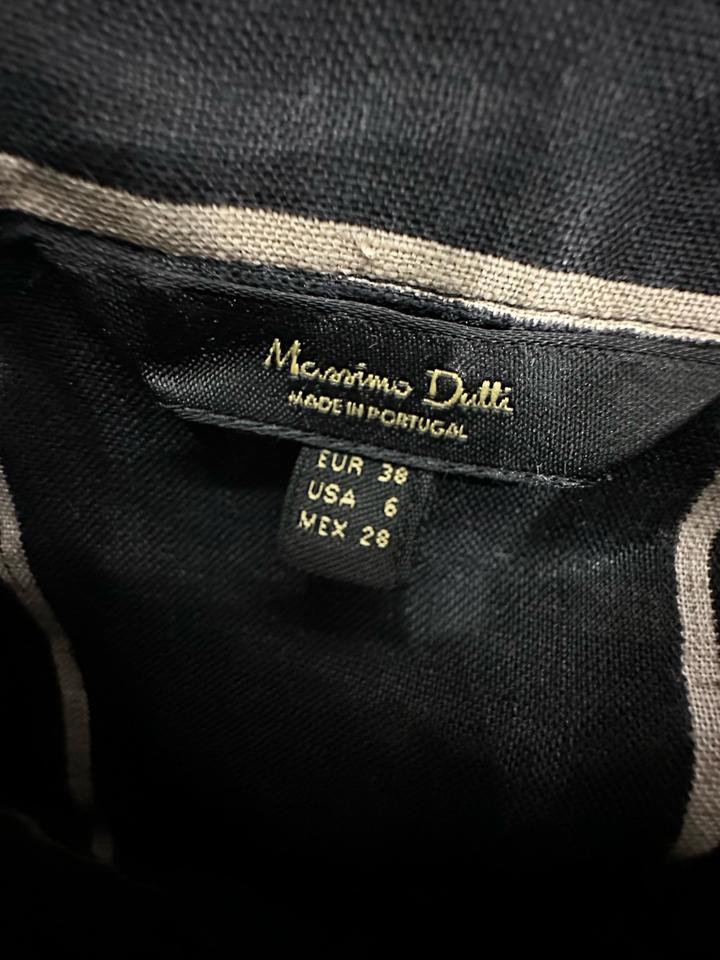 Massimo Dutti
MADE IN PORTUGAL
EUR 38
USA 6
MEX 28